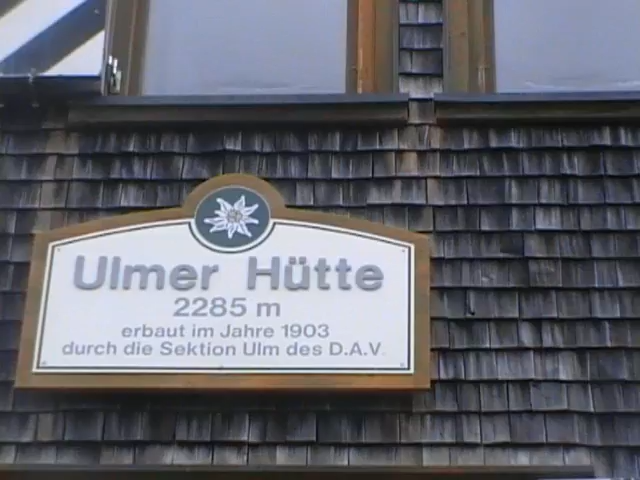 Ulmer Hütte
2285 m
erbaut im Jahre 1903
durch die Sektion Ulm des D.A.V.